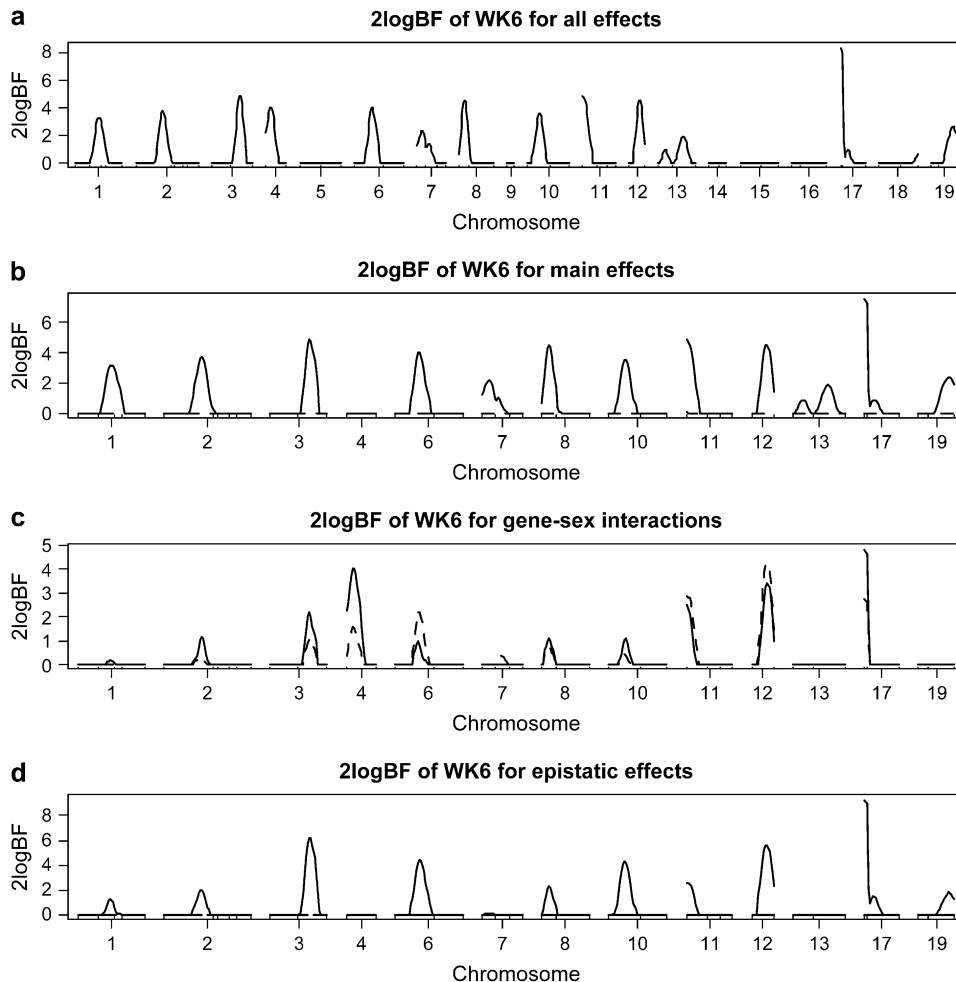 a
2logBF of WK6 for all effects
2logBF
8
6
4
2
0
1 2 3 4 5 6 7 8 9 10 11 12 13 14 15 16 17 18 19
Chromosome
b
2logBF of WK6 for main effects
2logBF
6
4
2
0
1 2 3 4 6 7 8 10 11 12 13 17 19
Chromosome
c
2logBF of WK6 for gene-sex interactions
2logBF
5
4
3
2
1
0
1 2 3 4 6 7 8 10 11 12 13 17 19
Chromosome
d
2logBF of WK6 for epistatic effects
2logBF
8
6
4
2
0
1 2 3 4 6 7 8 10 11 12 13 17 19
Chromosome